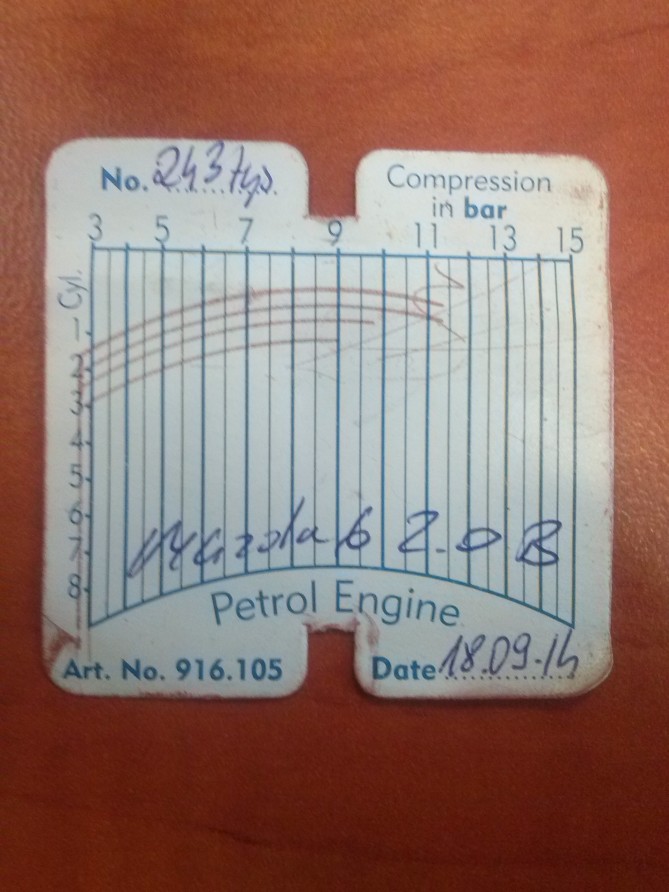 No. 243 tys.
Compression
in bar
3 5 7 9 11 13 15
Cyl.
1
2
3
4
5
6
7
8
Mazda 6 2.0 B
Petrol Engine
Art. No. 916.105
Date 18.09.14